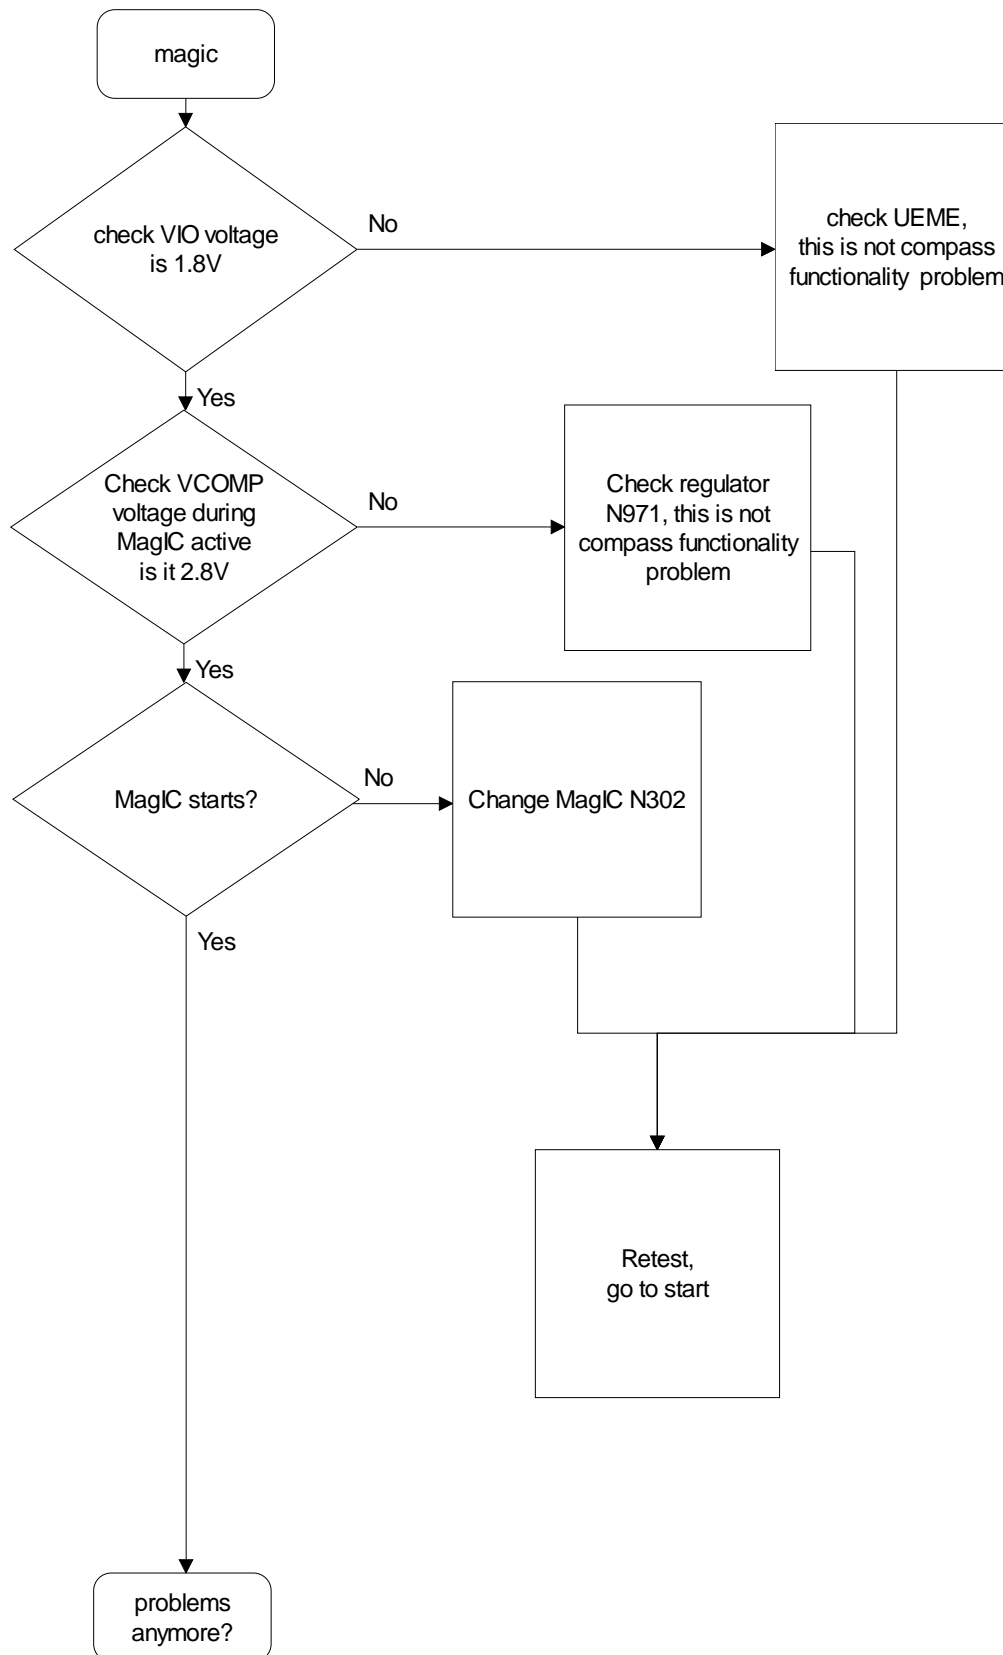 magic
check VIO voltage
is 1.8V
No
check UEME,
this is not compass
functionality problem
Yes
Check VCOMP
voltage during
MagIC active
is it 2.8V
No
Check regulator
N971, this is not
compass functionality
problem
Yes
MagIC starts?
No
Change MagIC N302
Yes
Retest,
go to start
problems
anymore?